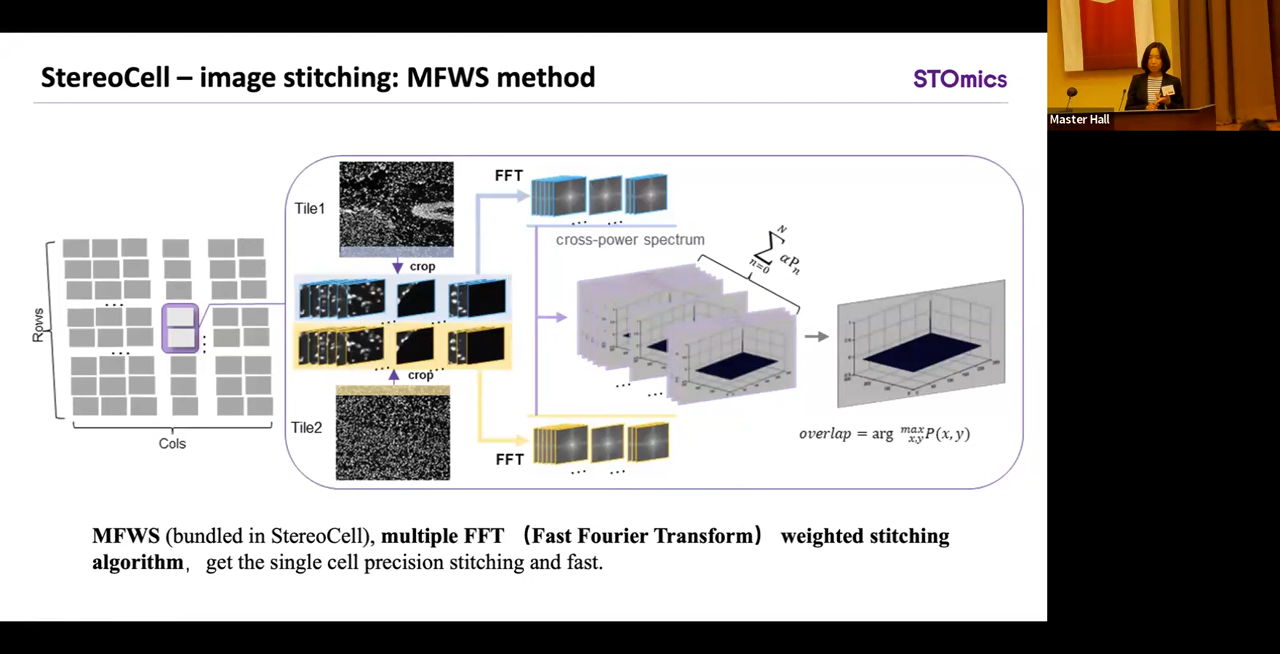 StereoCell – image stitching: MFWS method
STOmics
Master Hall
Tile1
FFT
cross-power spectrum
N
∑ αPₙ
n=0
crop
...
Rows
Cols
crop
Tile2
FFT
overlap = arg max P(x, y)
x,y
MFWS (bundled in StereoCell), multiple FFT （Fast Fourier Transform） weighted stitching
algorithm， get the single cell precision stitching and fast.